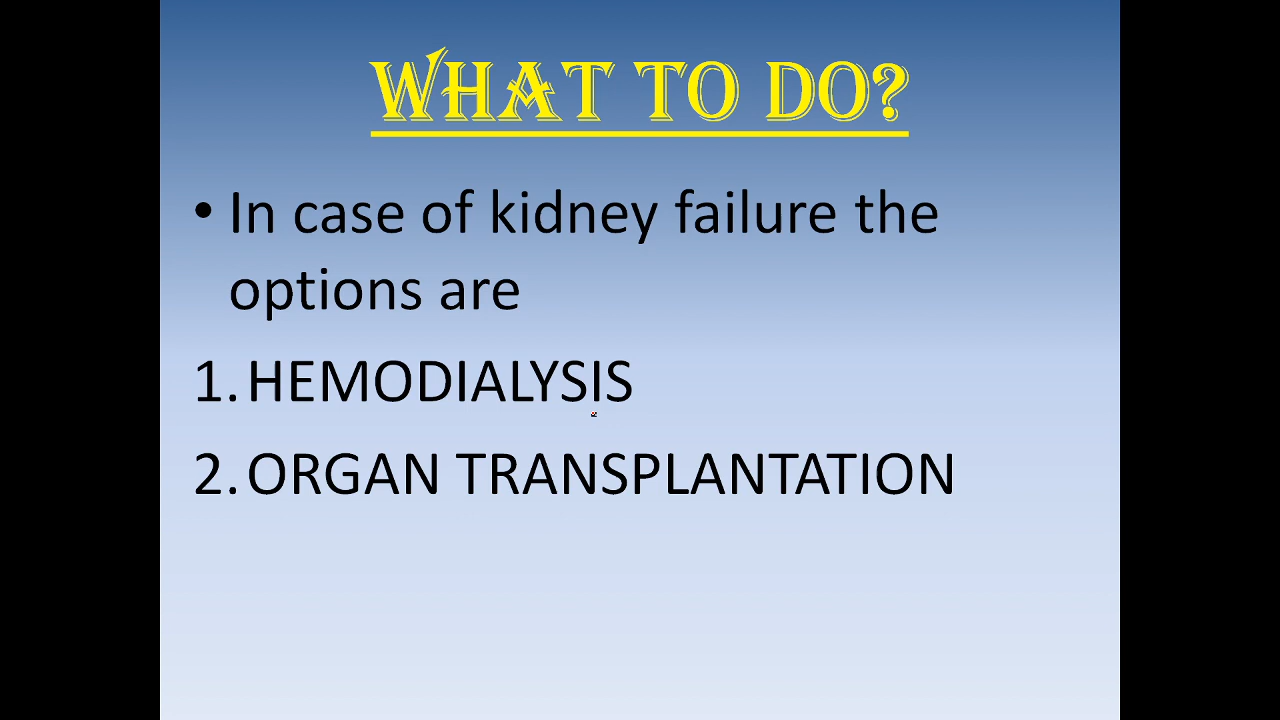 WHAT TO DO?
• In case of kidney failure the
options are
1. HEMODIALYSIS
2. ORGAN TRANSPLANTATION